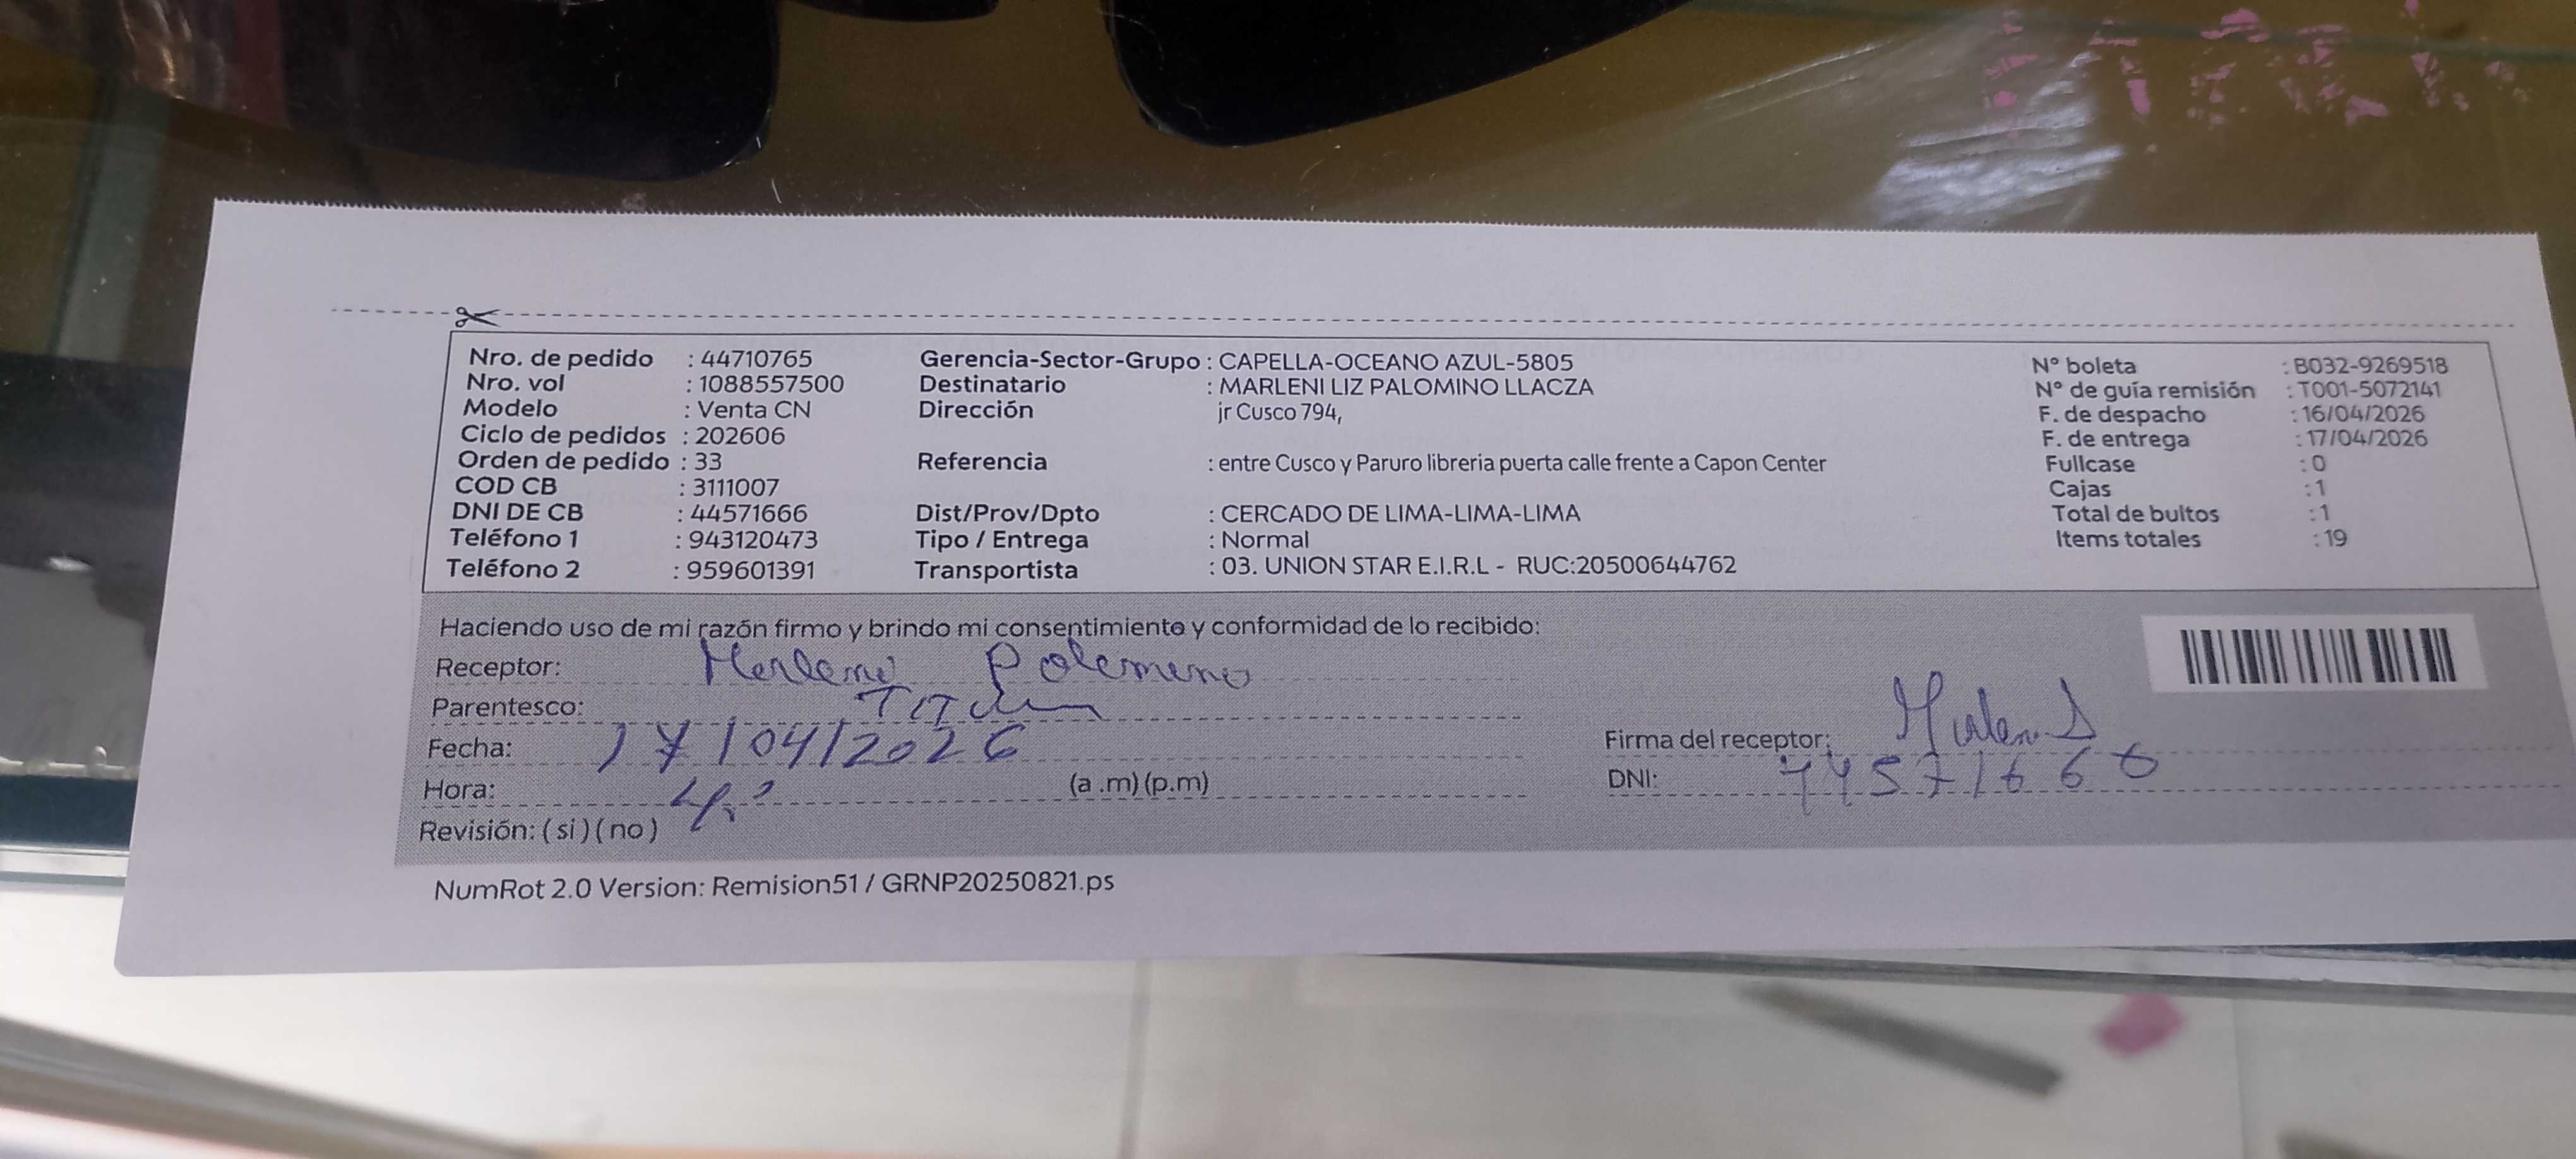 Nro. de pedido : 44710765 Gerencia-Sector-Grupo : CAPELLA-OCEANO AZUL-5805 N° boleta : B032-9269518
Nro. vol : 1088557500 Destinatario : MARLENI LIZ PALOMINO LLACZA N° de guía remisión : T001-5072141
Modelo : Venta CN Dirección jr Cusco 794, F. de despacho : 16/04/2026
Ciclo de pedidos : 202606 F. de entrega : 17/04/2026
Orden de pedido : 33 Referencia : entre Cusco y Paruro libreria puerta calle frente a Capon Center Fullcase : 0
COD CB : 3111007 Cajas : 1
DNI DE CB : 44571666 Dist/Prov/Dpto : CERCADO DE LIMA-LIMA-LIMA Total de bultos : 1
Teléfono 1 : 943120473 Tipo / Entrega : Normal Items totales : 19
Teléfono 2 : 959601391 Transportista : 03. UNION STAR E.I.R.L - RUC:20500644762
Haciendo uso de mi razón firmo y brindo mi consentimiento y conformidad de lo recibido:
Receptor: Marleni Palomino
Parentesco:
Fecha: 17/04/2026 Firma del receptor:
Hora: (a .m) (p.m) DNI: 44571666
Revisión: ( si ) ( no )
NumRot 2.0 Version: Remision51 / GRNP20250821.ps